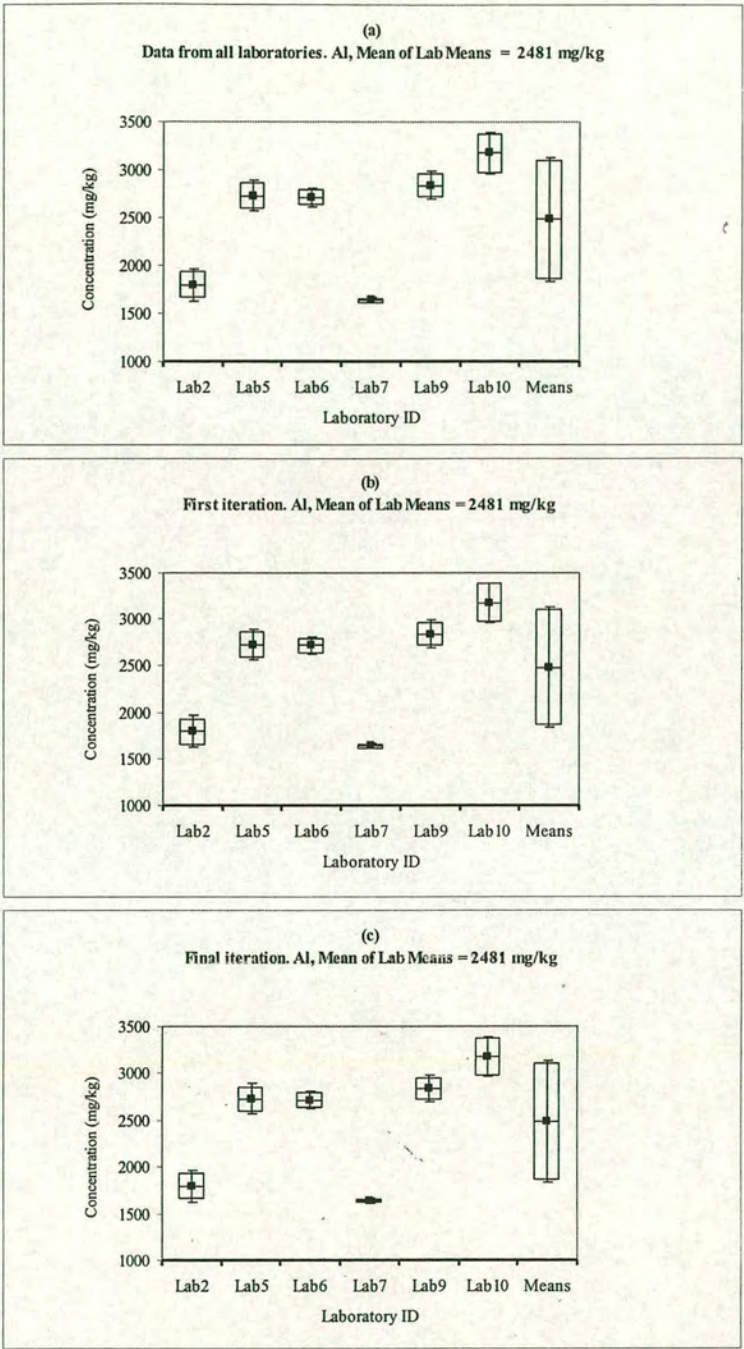 (a)
Data from all laboratories. Al, Mean of Lab Means = 2481 mg/kg
3500
3000
2500
2000
1500
1000
Concentration (mg/kg)
Lab2 Lab5 Lab6 Lab7 Lab9 Lab10 Means
Laboratory ID
(b)
First iteration. Al, Mean of Lab Means = 2481 mg/kg
3500
3000
2500
2000
1500
1000
Concentration (mg/kg)
Lab2 Lab5 Lab6 Lab7 Lab9 Lab10 Means
Laboratory ID
(c)
Final iteration. Al, Mean of Lab Means = 2481 mg/kg
3500
3000
2500
2000
1500
1000
Concentration (mg/kg)
Lab2 Lab5 Lab6 Lab7 Lab9 Lab10 Means
Laboratory ID